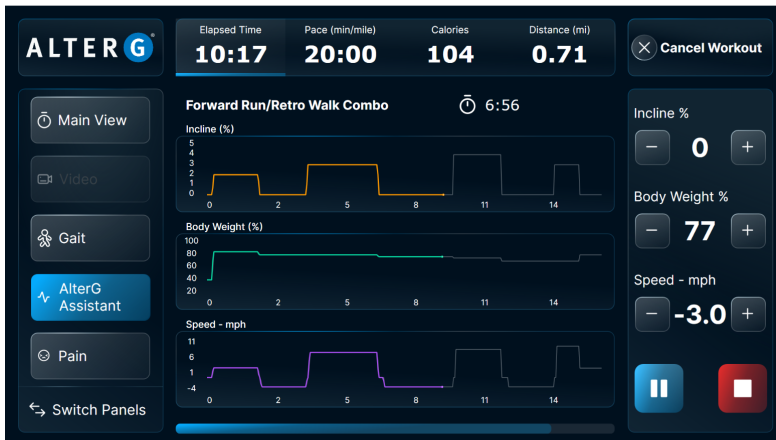 ALTERG
Elapsed Time
10:17
Pace (min/mile)
20:00
Calories
104
Distance (mi)
0.71
Cancel Workout
Main View
Video
Gait
AlterG
Assistant
Pain
Switch Panels
Forward Run/Retro Walk Combo
6:56
Incline (%)
5
4
3
2
1
0
0 2 5 8 11 14
Body Weight (%)
100
80
60
40
20
0 2 5 8 11 14
Speed - mph
11
6
1
-4
0 2 5 8 11 14
Incline %
− 0 +
Body Weight %
− 77 +
Speed - mph
− -3.0 +